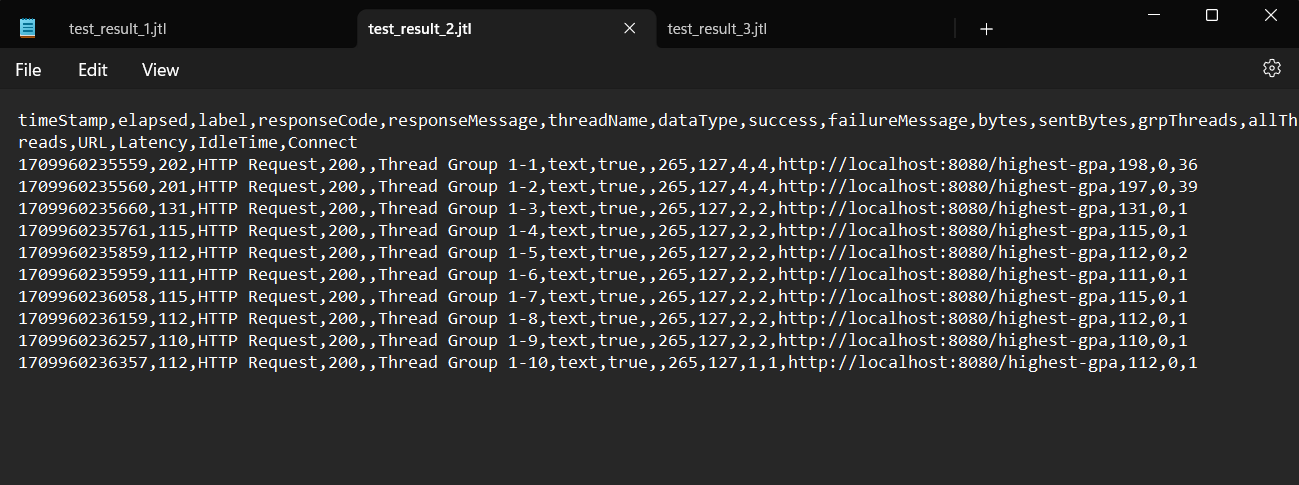 test_result_1.jtl
test_result_2.jtl
test_result_3.jtl
File Edit View
timeStamp,elapsed,label,responseCode,responseMessage,threadName,dataType,success,failureMessage,bytes,sentBytes,grpThreads,allTh
reads,URL,Latency,IdleTime,Connect
1709960235559,202,HTTP Request,200,,Thread Group 1-1,text,true,,265,127,4,4,http://localhost:8080/highest-gpa,198,0,36
1709960235560,201,HTTP Request,200,,Thread Group 1-2,text,true,,265,127,4,4,http://localhost:8080/highest-gpa,197,0,39
1709960235660,131,HTTP Request,200,,Thread Group 1-3,text,true,,265,127,2,2,http://localhost:8080/highest-gpa,131,0,1
1709960235761,115,HTTP Request,200,,Thread Group 1-4,text,true,,265,127,2,2,http://localhost:8080/highest-gpa,115,0,1
1709960235859,112,HTTP Request,200,,Thread Group 1-5,text,true,,265,127,2,2,http://localhost:8080/highest-gpa,112,0,2
1709960235959,111,HTTP Request,200,,Thread Group 1-6,text,true,,265,127,2,2,http://localhost:8080/highest-gpa,111,0,1
1709960236058,115,HTTP Request,200,,Thread Group 1-7,text,true,,265,127,2,2,http://localhost:8080/highest-gpa,115,0,1
1709960236159,112,HTTP Request,200,,Thread Group 1-8,text,true,,265,127,2,2,http://localhost:8080/highest-gpa,112,0,1
1709960236257,110,HTTP Request,200,,Thread Group 1-9,text,true,,265,127,2,2,http://localhost:8080/highest-gpa,110,0,1
1709960236357,112,HTTP Request,200,,Thread Group 1-10,text,true,,265,127,1,1,http://localhost:8080/highest-gpa,112,0,1